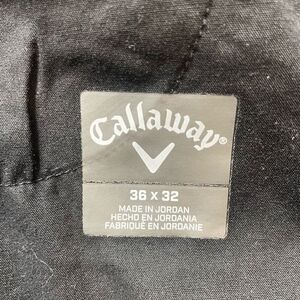 Callaway®
36 x 32
MADE IN JORDAN
HECHO EN JORDANIA
FABRIQUÉ EN JORDANIE